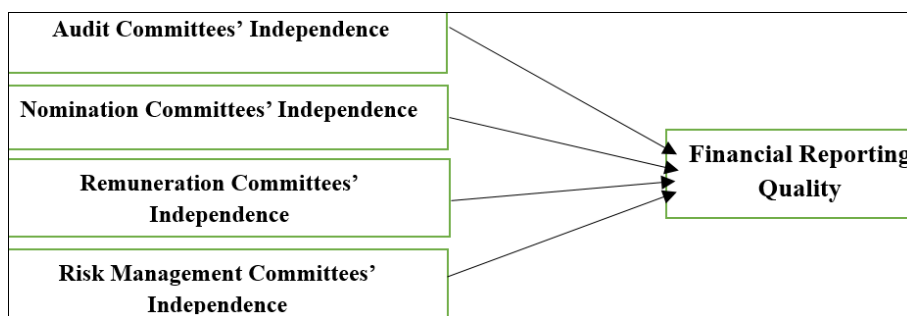 Audit Committees’ Independence
Nomination Committees’ Independence
Financial Reporting
Quality
Remuneration Committees’
Independence
Risk Management Committees’
Independence